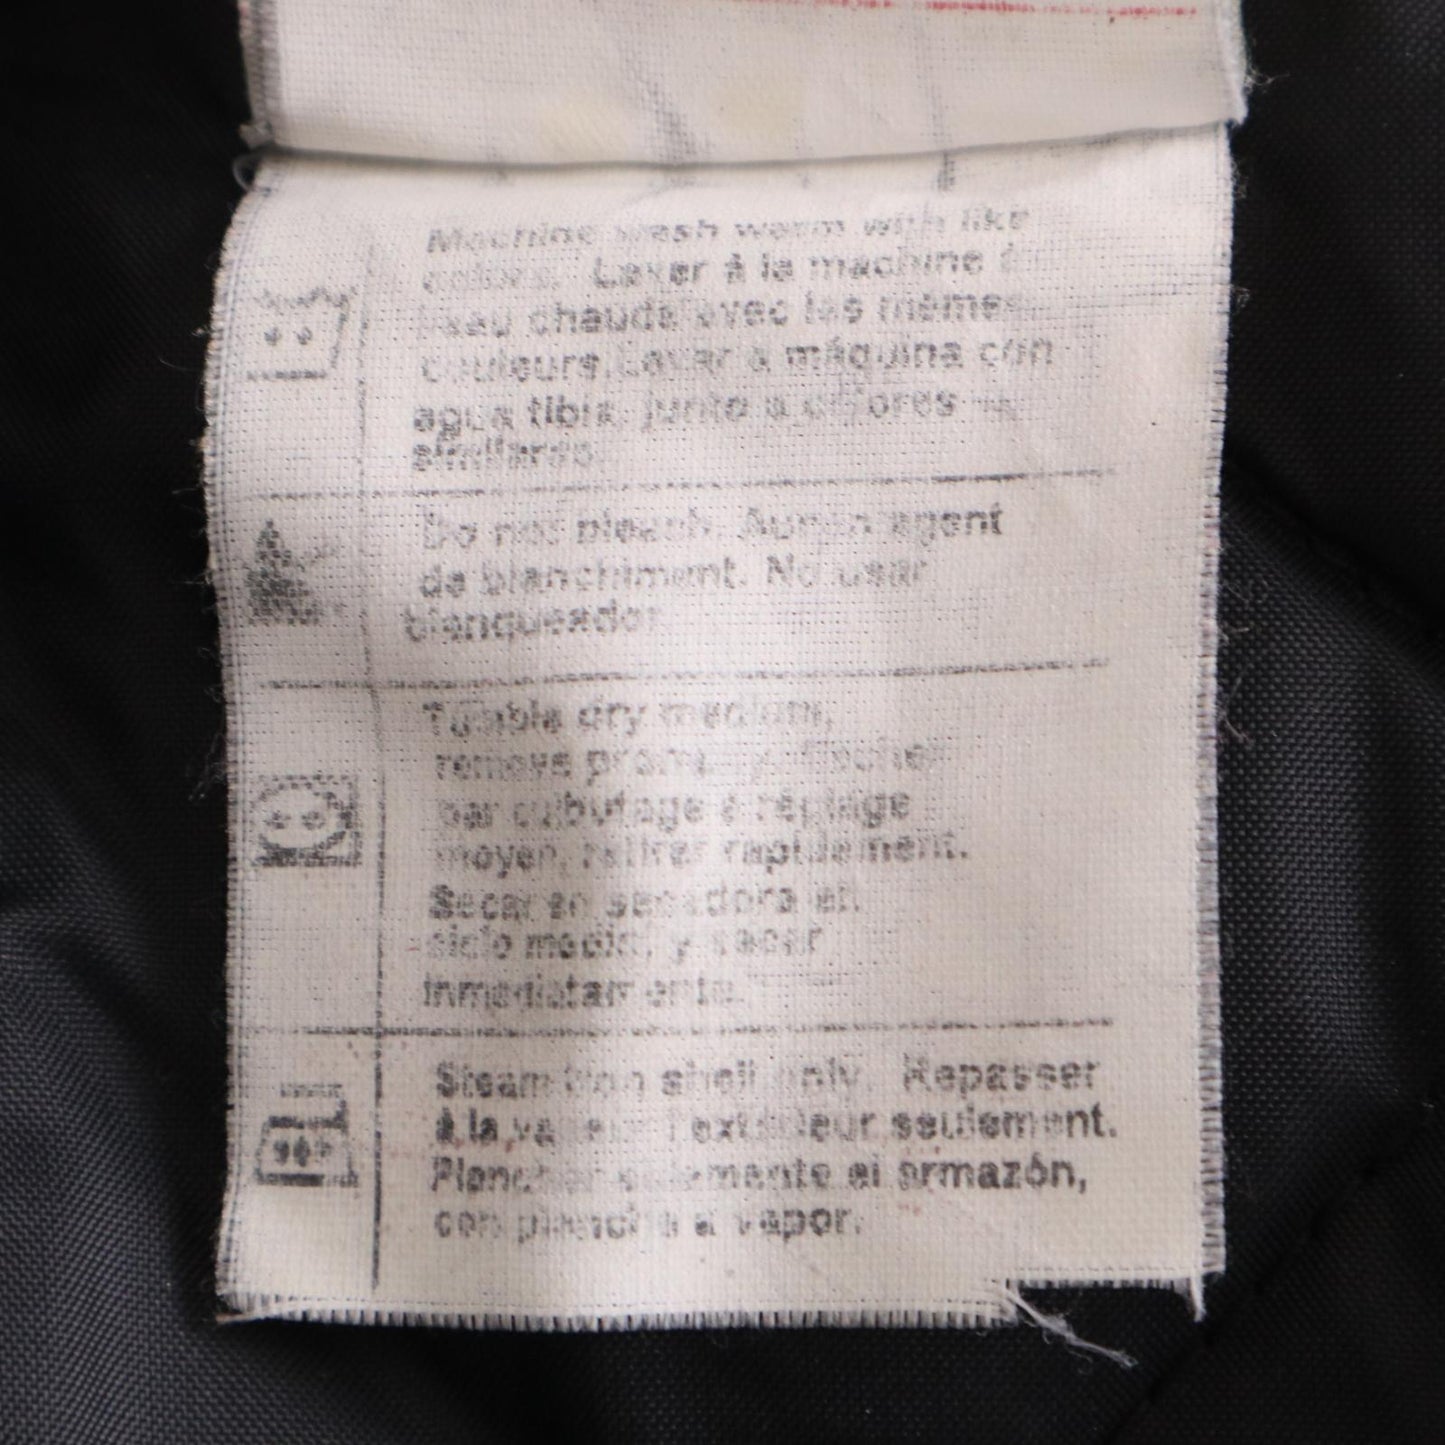 Machine wash warm with like
colors. Laver à la machine à
l'eau chaude avec les mêmes
couleurs. Lavar a máquina con
agua tibia, junto a colores
similares.
Do not bleach. Aucun agent
de blanchiment. No usar
blanqueador
Tumble dry medium,
remove promptly. Sécher
par culbutage à réglage
moyen, retirer rapidement.
Secar en secadora en
ciclo medio, y sacar
inmediatamente.
Steam iron shell only. Repasser
à la vapeur l'extérieur seulement.
Planchar solamente el armazón,
con plancha a vapor.